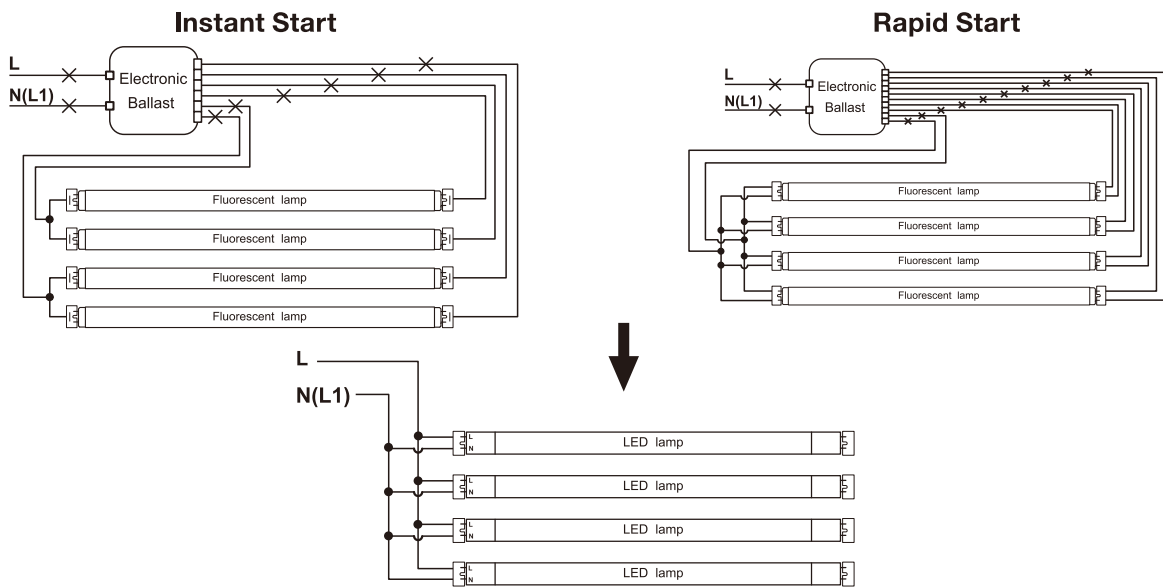 Instant Start
L
N(L1)
Electronic
Ballast
Fluorescent lamp
Fluorescent lamp
Fluorescent lamp
Fluorescent lamp
Rapid Start
L
N(L1)
Electronic
Ballast
Fluorescent lamp
Fluorescent lamp
Fluorescent lamp
Fluorescent lamp
L
N(L1)
L
N
LED lamp
L
N
LED lamp
L
N
LED lamp
L
N
LED lamp